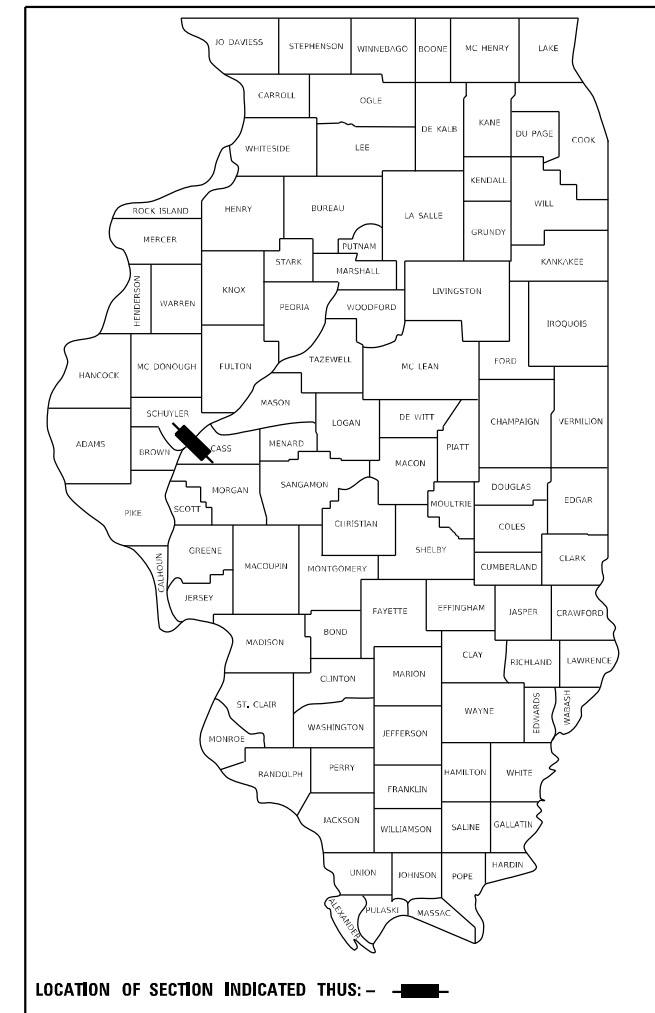 JO DAVIESS STEPHENSON WINNEBAGO BOONE MC HENRY LAKE
CARROLL OGLE
DE KALB KANE DU PAGE COOK
WHITESIDE LEE
KENDALL
ROCK ISLAND HENRY BUREAU LA SALLE WILL
MERCER PUTNAM GRUNDY
STARK MARSHALL KANKAKEE
HENDERSON WARREN KNOX PEORIA WOODFORD LIVINGSTON IROQUOIS
HANCOCK MC DONOUGH FULTON TAZEWELL MC LEAN FORD
SCHUYLER MASON
ADAMS BROWN CASS MENARD LOGAN DE WITT PIATT CHAMPAIGN VERMILION
MACON
PIKE SCOTT MORGAN SANGAMON MOULTRIE DOUGLAS EDGAR
CHRISTIAN COLES
CALHOUN GREENE MACOUPIN MONTGOMERY SHELBY CUMBERLAND CLARK
JERSEY FAYETTE EFFINGHAM JASPER CRAWFORD
MADISON BOND
CLAY RICHLAND LAWRENCE
CLINTON MARION
ST. CLAIR WAYNE EDWARDS WABASH
MONROE WASHINGTON JEFFERSON
RANDOLPH PERRY HAMILTON WHITE
FRANKLIN
JACKSON WILLIAMSON SALINE GALLATIN
HARDIN
UNION JOHNSON POPE
ALEXANDER PULASKI MASSAC
LOCATION OF SECTION INDICATED THUS: –